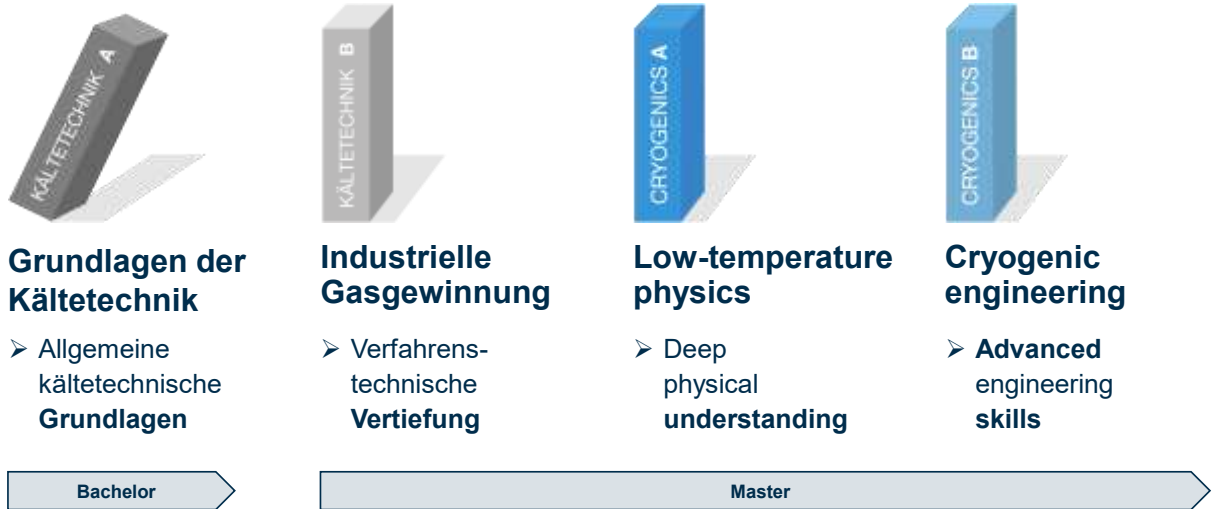 KÄLTETECHNIK A
KÄLTETECHNIK B
CRYOGENICS A
CRYOGENICS B
Grundlagen der
Kältetechnik
➢ Allgemeine
kältetechnische
Grundlagen
Industrielle
Gasgewinnung
➢ Verfahrens-
technische
Vertiefung
Low-temperature
physics
➢ Deep
physical
understanding
Cryogenic
engineering
➢ Advanced
engineering
skills
Bachelor
Master